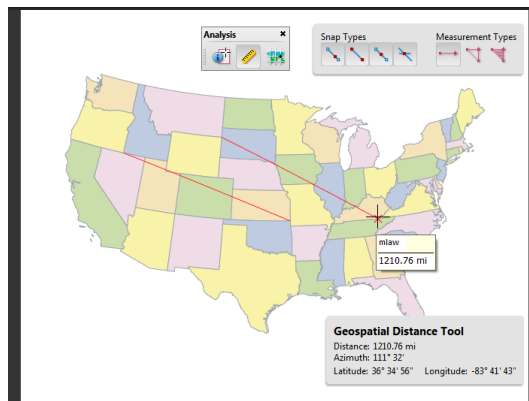 Analysis
Snap Types
Measurement Types
mlaw
1210.76 mi
Geospatial Distance Tool
Distance: 1210.76 mi
Azimuth: 111° 32'
Latitude: 36° 34' 56" Longitude: -83° 41' 43"